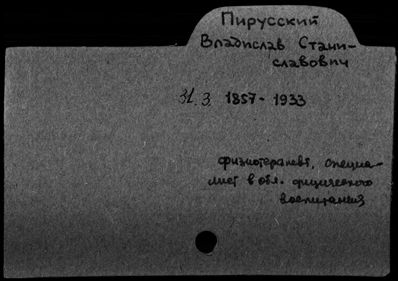 Пирусский
Владислав Стани-
славович
31.3. 1857 - 1933
физиотерапевт, специа-
лист в обл. физического
воспитания